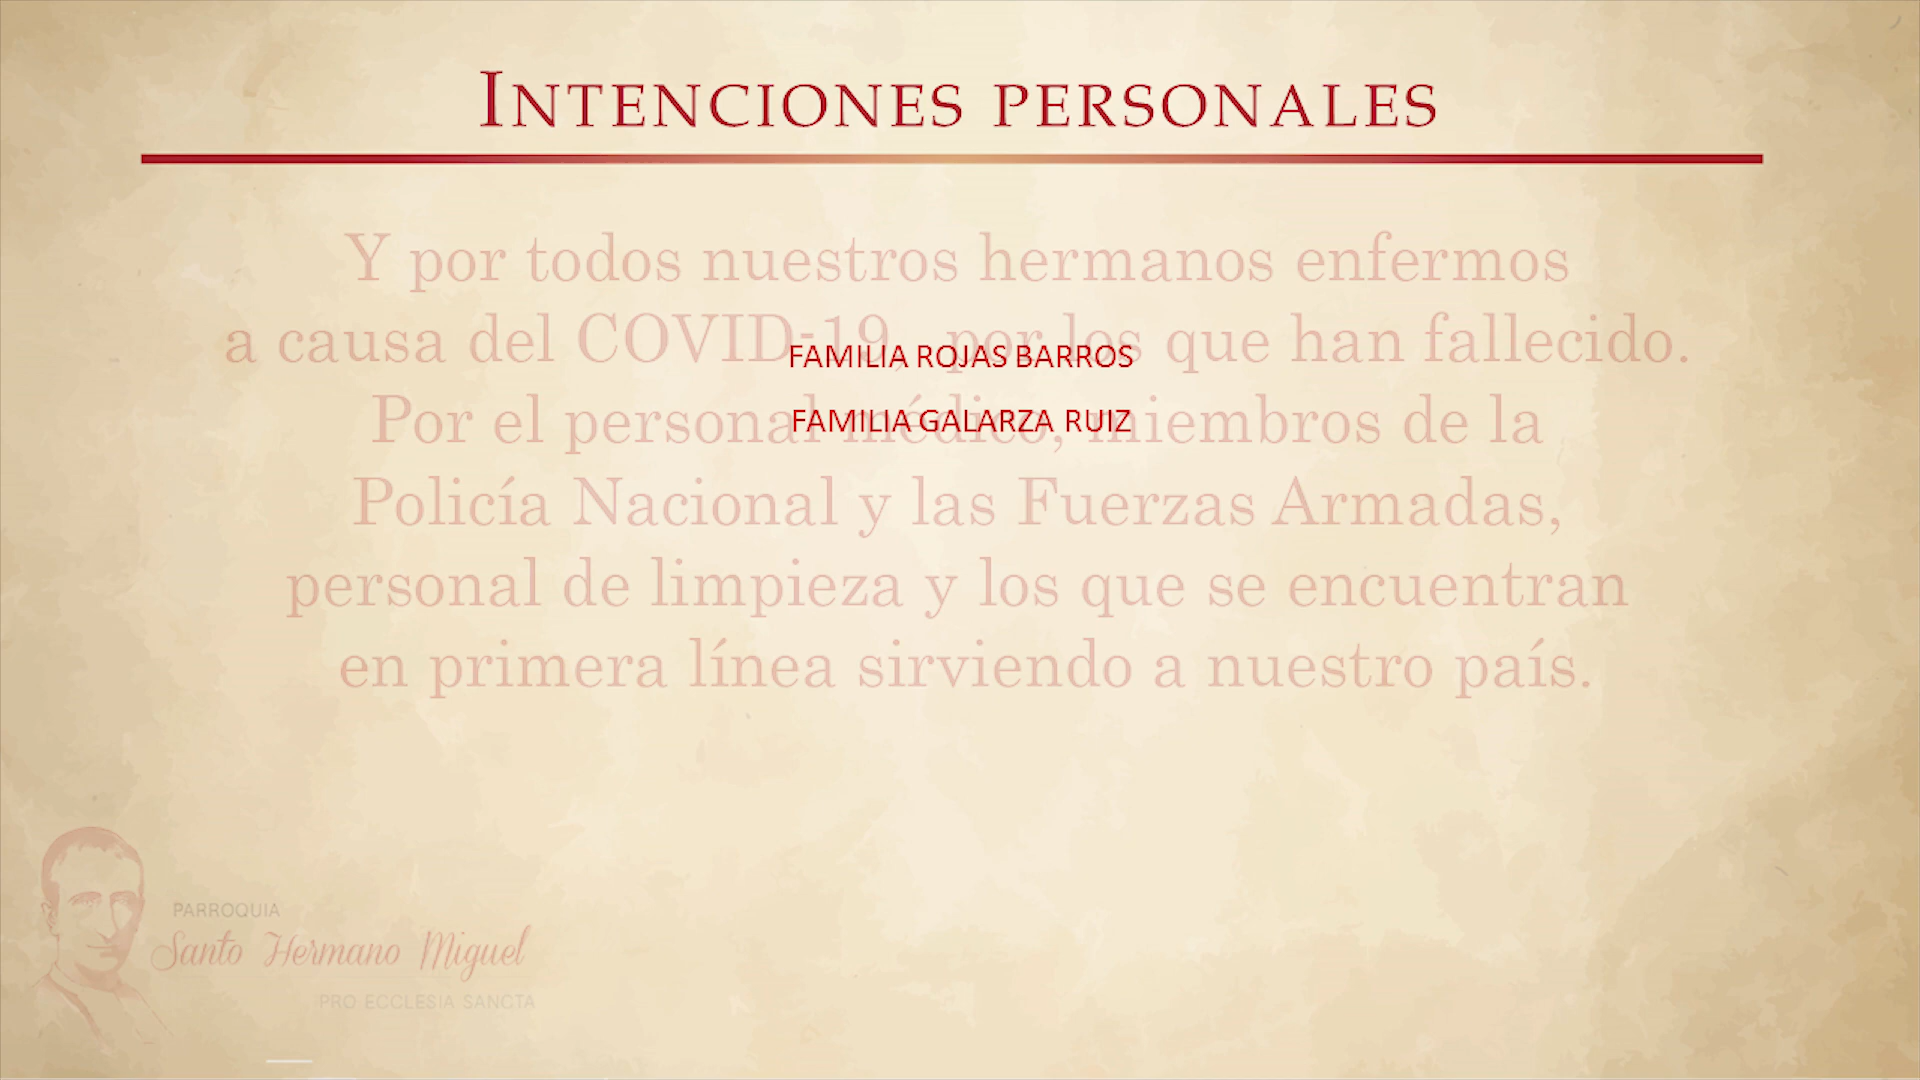 INTENCIONES PERSONALES
Y por todos nuestros hermanos enfermos
a causa del COVID-19, por los que han fallecido.
FAMILIA ROJAS BARROS
Por el personal médico, miembros de la
FAMILIA GALARZA RUIZ
Policía Nacional y las Fuerzas Armadas,
personal de limpieza y los que se encuentran
en primera línea sirviendo a nuestro país.
PARROQUIA
Santo Hermano Miguel
PRO ECCLESIA SANCTA